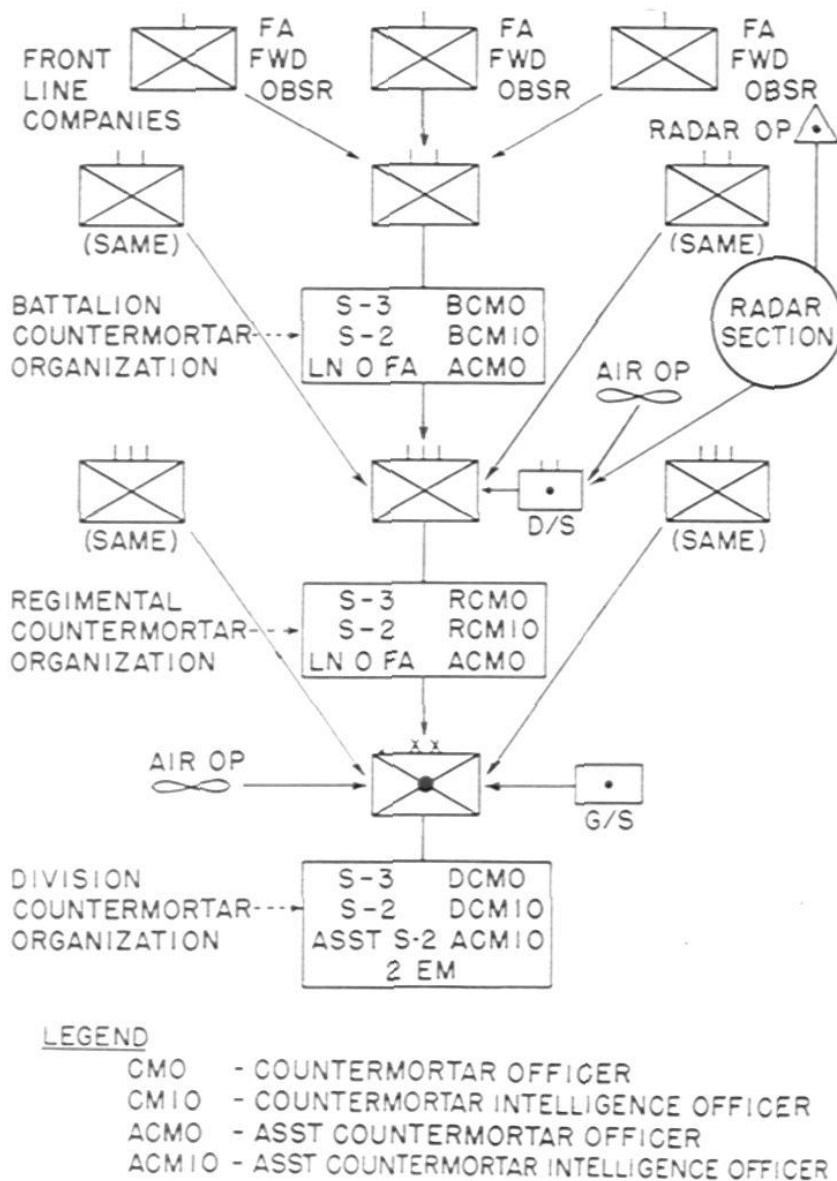 FA FA FA
FRONT FWD FWD FWD
LINE OBSR OBSR OBSR
COMPANIES
RADAR OP
(SAME) (SAME)
RADAR
SECTION
BATTALION S-3 BCMO
COUNTERMORTAR S-2 BCMIO
ORGANIZATION LN O FA ACMO
AIR OP
(SAME) D/S (SAME)
REGIMENTAL S-3 RCMO
COUNTERMORTAR S-2 RCMIO
ORGANIZATION LN O FA ACMO
AIR OP
G/S
DIVISION S-3 DCMO
COUNTERMORTAR S-2 DCMIO
ORGANIZATION ASST S-2 ACMIO
2 EM
LEGEND
CMO - COUNTERMORTAR OFFICER
CMIO - COUNTERMORTAR INTELLIGENCE OFFICER
ACMO - ASST COUNTERMORTAR OFFICER
ACMIO - ASST COUNTERMORTAR INTELLIGENCE OFFICER